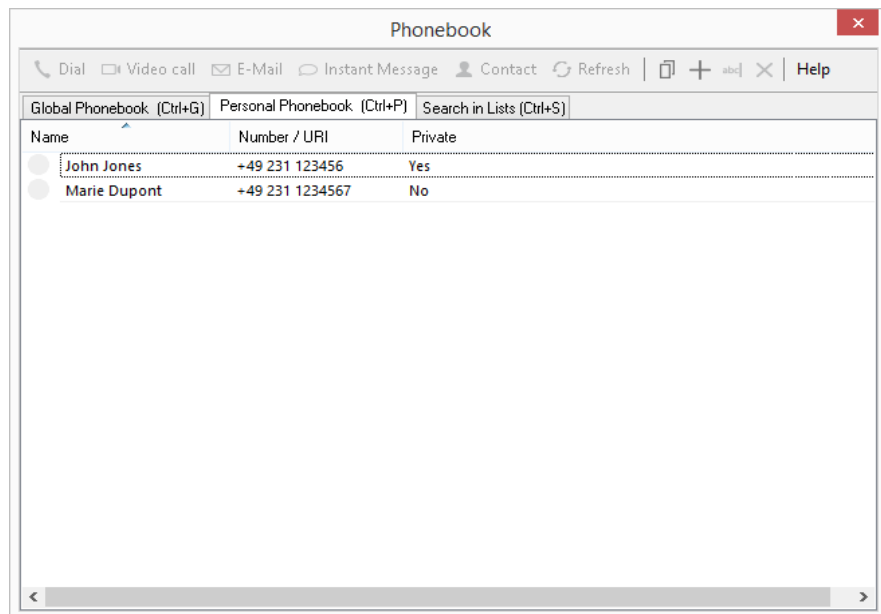 Phonebook
Dial Video call E-Mail Instant Message Contact Refresh abc Help
Global Phonebook (Ctrl+G) Personal Phonebook (Ctrl+P) Search in Lists (Ctrl+S)
Name Number / URI Private
John Jones +49 231 123456 Yes
Marie Dupont +49 231 1234567 No